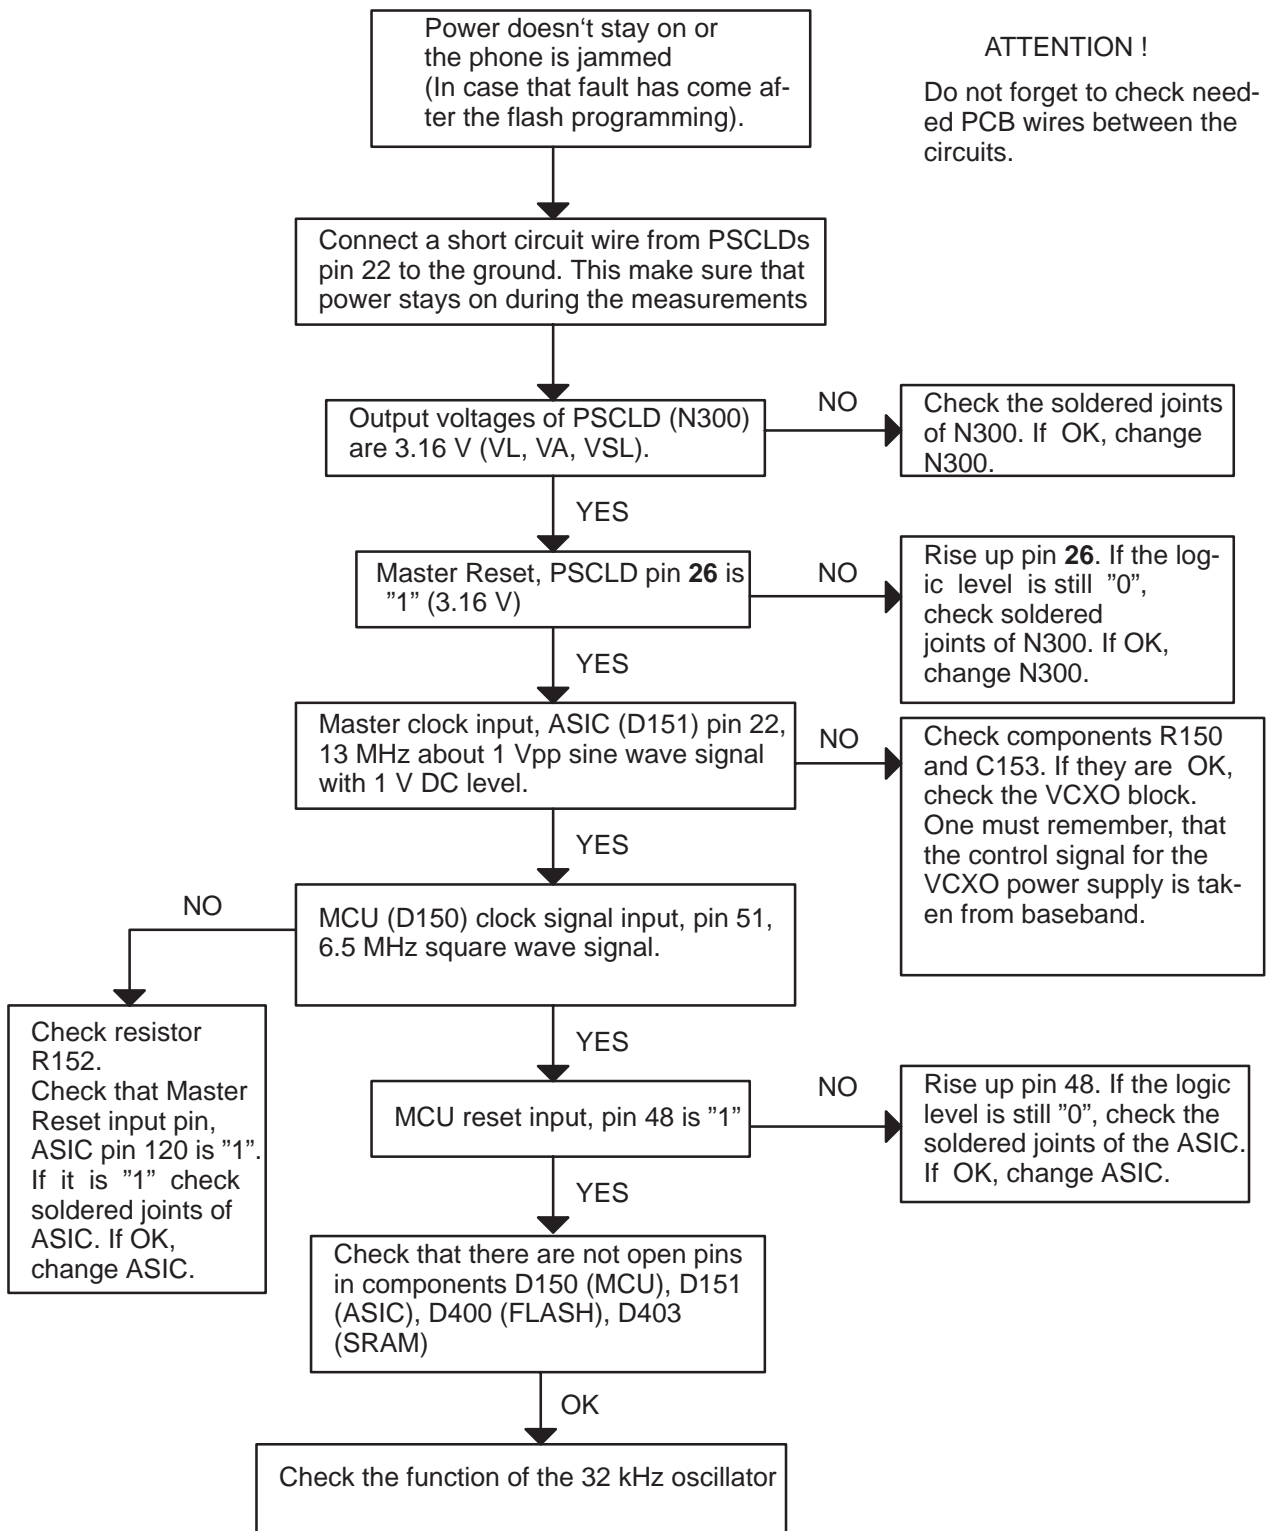 Power doesn‘t stay on or
the phone is jammed
(In case that fault has come af-
ter the flash programming).
ATTENTION !
Do not forget to check need-
ed PCB wires between the
circuits.
Connect a short circuit wire from PSCLDs
pin 22 to the ground. This make sure that
power stays on during the measurements
Output voltages of PSCLD (N300)
are 3.16 V (VL, VA, VSL).
NO
Check the soldered joints
of N300. If OK, change
N300.
YES
Master Reset, PSCLD pin 26 is
”1” (3.16 V)
NO
Rise up pin 26. If the log-
ic level is still ”0”,
check soldered
joints of N300. If OK,
change N300.
YES
Master clock input, ASIC (D151) pin 22,
13 MHz about 1 Vpp sine wave signal
with 1 V DC level.
NO
Check components R150
and C153. If they are OK,
check the VCXO block.
One must remember, that
the control signal for the
VCXO power supply is tak-
en from baseband.
YES
MCU (D150) clock signal input, pin 51,
6.5 MHz square wave signal.
NO
Check resistor
R152.
Check that Master
Reset input pin,
ASIC pin 120 is ”1”.
If it is ”1” check
soldered joints of
ASIC. If OK,
change ASIC.
YES
MCU reset input, pin 48 is ”1”
NO
Rise up pin 48. If the logic
level is still ”0”, check the
soldered joints of the ASIC.
If OK, change ASIC.
YES
Check that there are not open pins
in components D150 (MCU), D151
(ASIC), D400 (FLASH), D403
(SRAM)
OK
Check the function of the 32 kHz oscillator